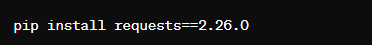 pip install requests==2.26.0